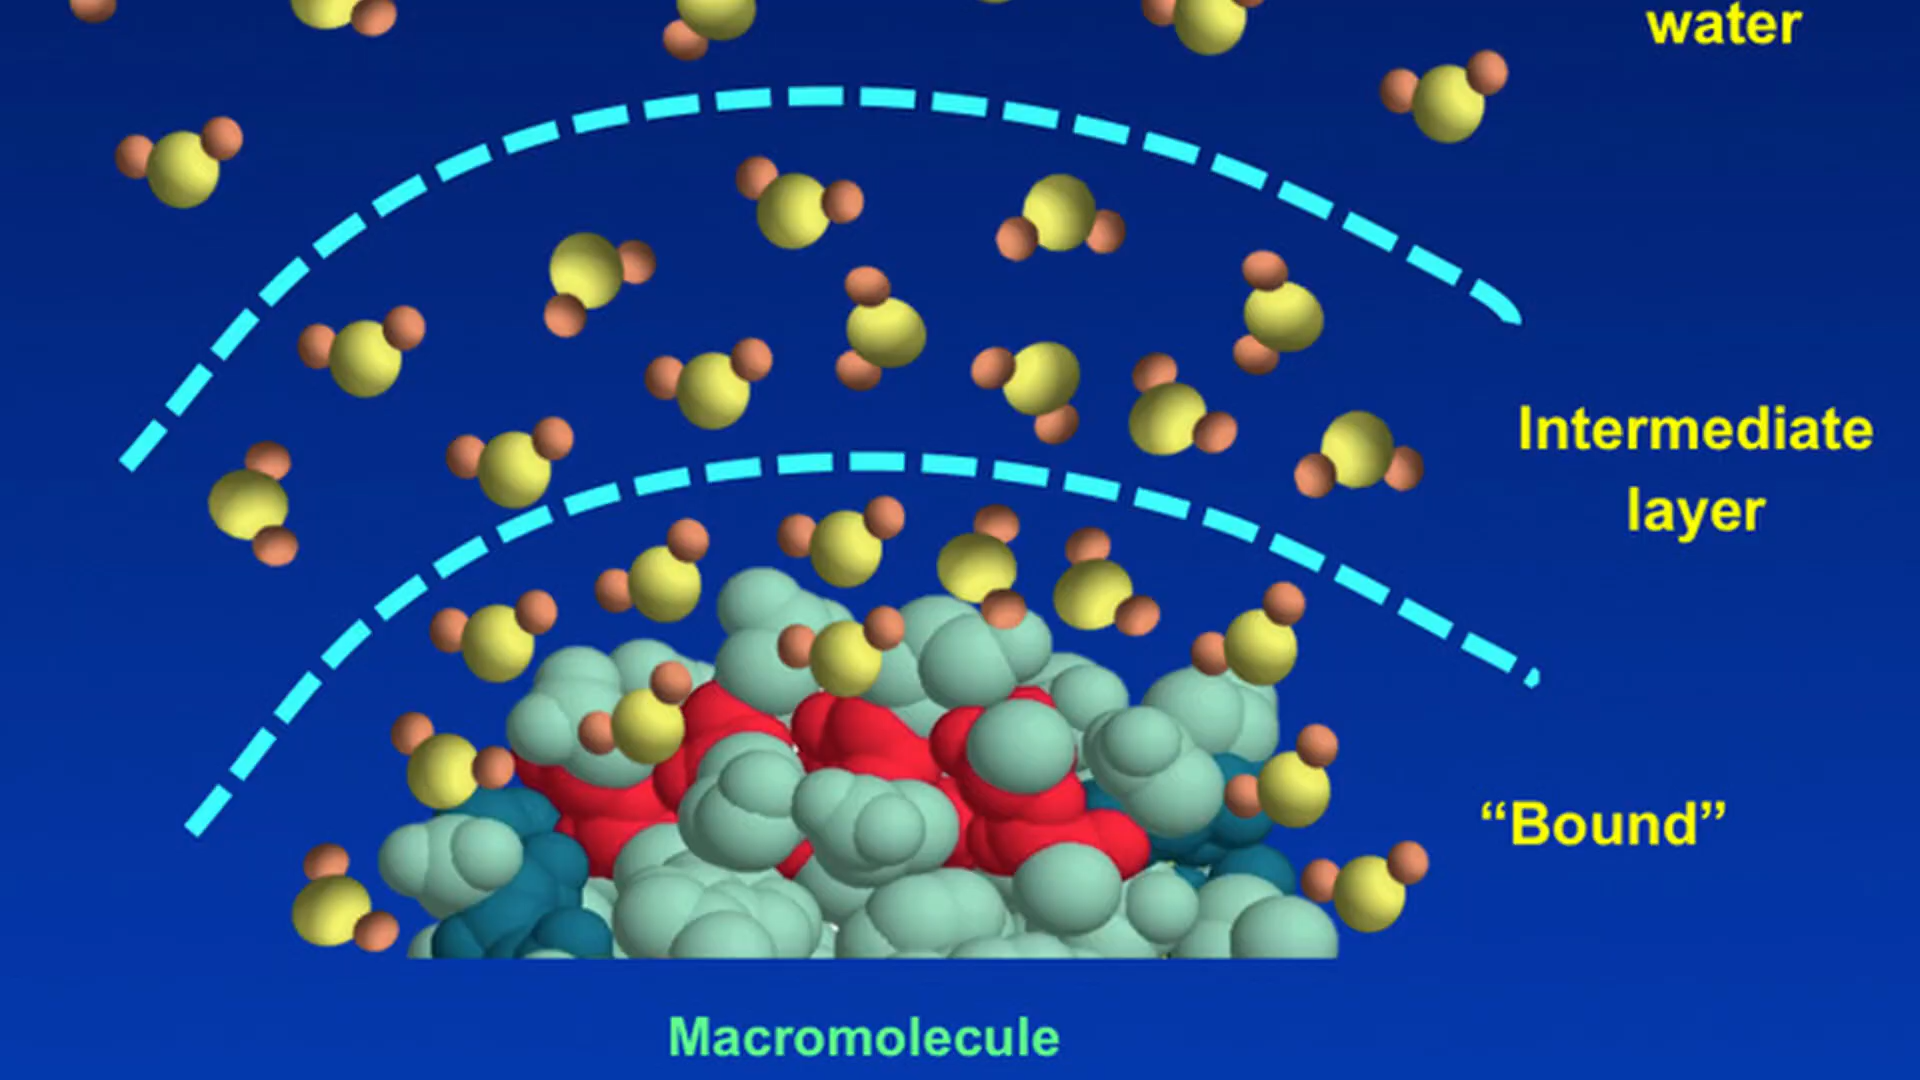 water
Intermediate
layer
“Bound”
Macromolecule